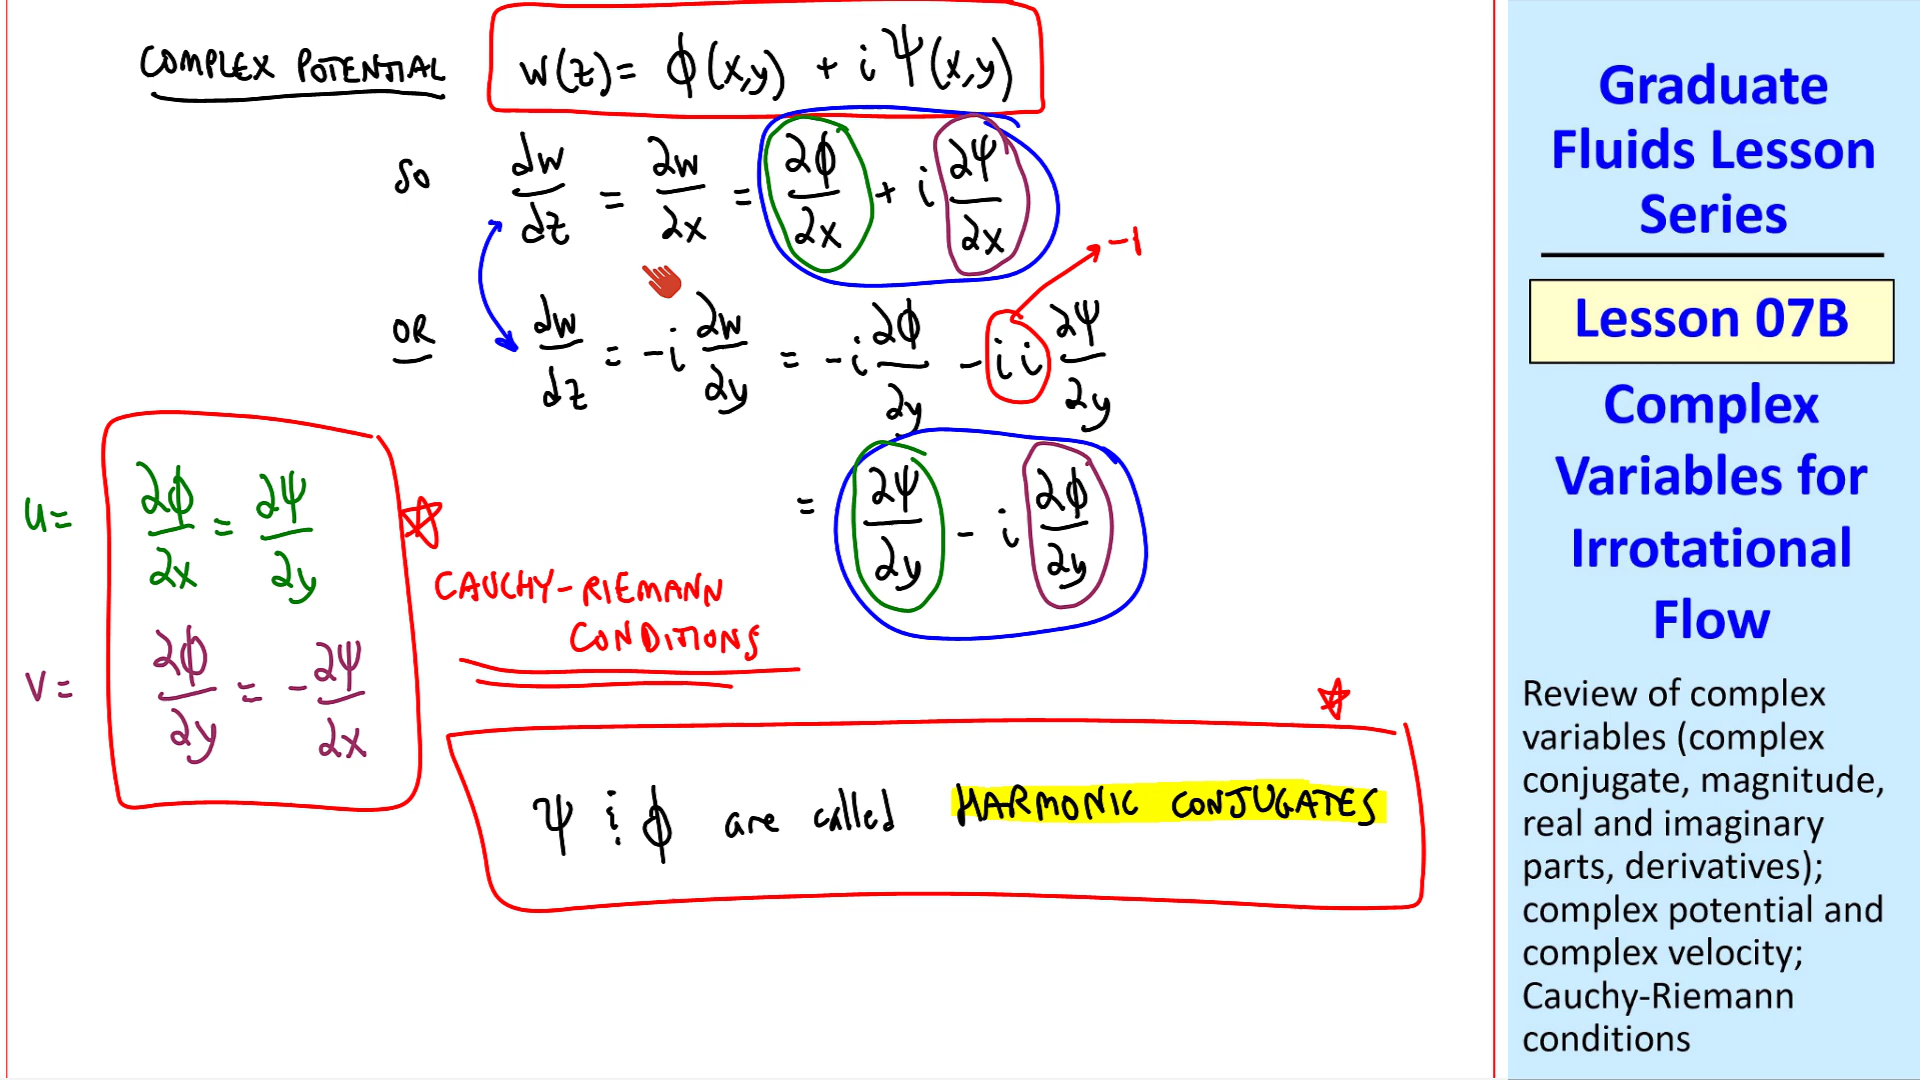 COMPLEX POTENTIAL w(z) = ϕ(x,y) + i Ψ(x,y)
so dw/dz = ∂w/∂x = ∂ϕ/∂x + i ∂Ψ/∂x
-1
OR dw/dz = -i ∂w/∂y = -i ∂ϕ/∂y - i i ∂Ψ/∂y
= ∂Ψ/∂y - i ∂ϕ/∂y
u = ∂ϕ/∂x = ∂Ψ/∂y
CAUCHY-RIEMANN
CONDITIONS
v = ∂ϕ/∂y = -∂Ψ/∂x
Ψ & ϕ are called HARMONIC CONJUGATES
Graduate
Fluids Lesson
Series
Lesson 07B
Complex
Variables for
Irrotational
Flow
Review of complex
variables (complex
conjugate, magnitude,
real and imaginary
parts, derivatives);
complex potential and
complex velocity;
Cauchy-Riemann
conditions